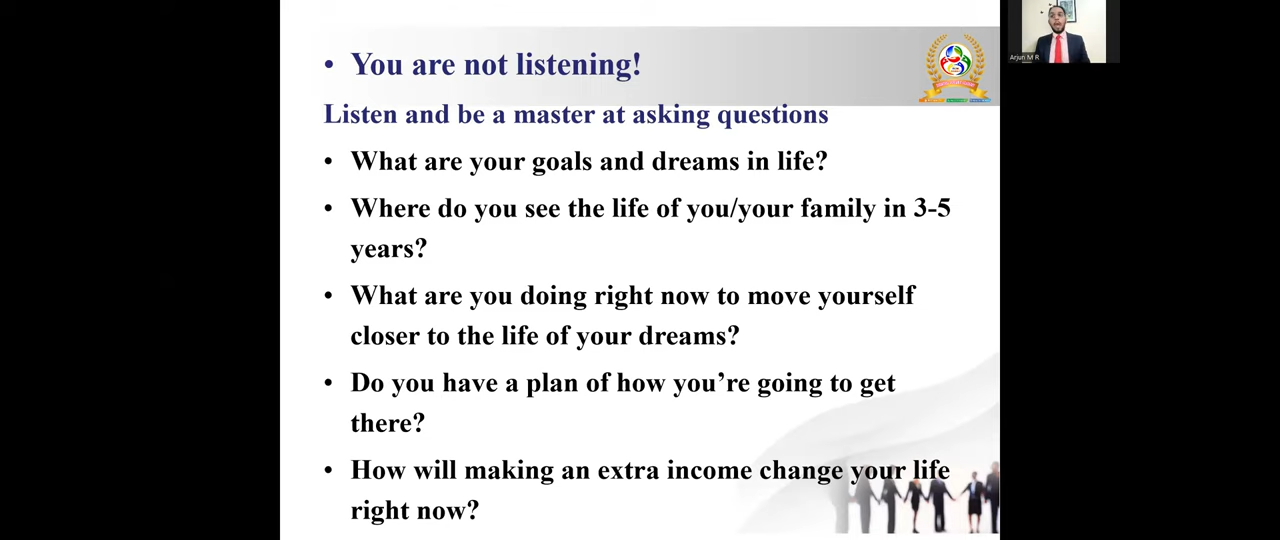 • You are not listening!
Listen and be a master at asking questions
• What are your goals and dreams in life?
• Where do you see the life of you/your family in 3-5
years?
• What are you doing right now to move yourself
closer to the life of your dreams?
• Do you have a plan of how you’re going to get
there?
• How will making an extra income change your life
right now?
Arjun M R